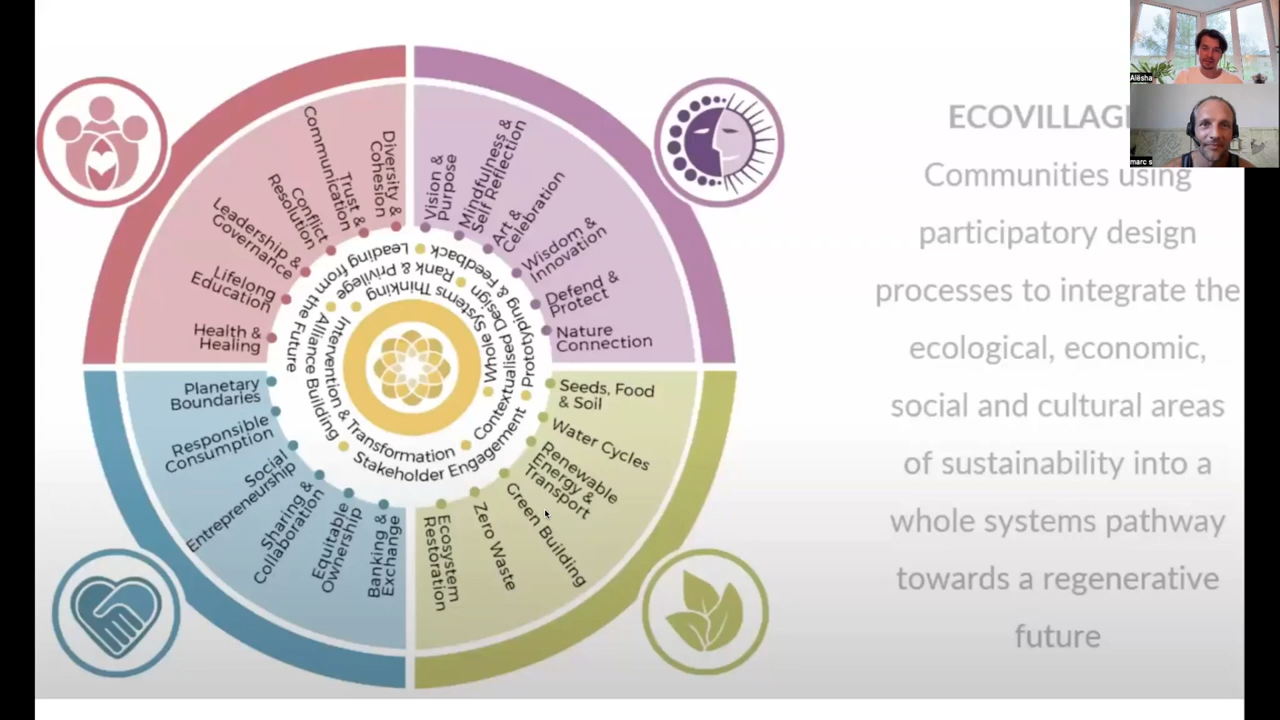 Diversity &
Cohesion
Trust &
Communication
Conflict
Resolution
Leadership &
Governance
Lifelong
Education
Health &
Healing
Vision &
Purpose
Mindfulness &
Self Reflection
Art &
Celebration
Wisdom &
Innovation
Defend &
Protect
Nature
Connection
Seeds, Food
& Soil
Water Cycles
Renewable
Energy &
Transport
Green Building
Zero Waste
Ecosystem
Restoration
Banking &
Exchange
Equitable
Ownership
Sharing &
Collaboration
Social
Entrepreneurship
Responsible
Consumption
Planetary
Boundaries
Leading from the Future
Prototyping & Feedback
Stakeholder Engagement
Alliance Building
Rank & Privilege
Contextualised Design
Intervention & Transformation
Whole Systems Thinking
Communities using
participatory design
processes to integrate the
ecological, economic,
social and cultural areas
of sustainability into a
whole systems pathway
towards a regenerative
future
Alësha
marc s